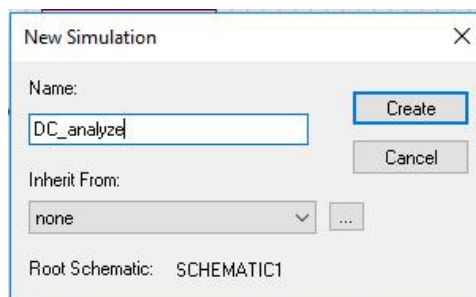 New Simulation
Name:
Create
DC_analyze
Cancel
Inherit From:
none
...
Root Schematic: SCHEMATIC1